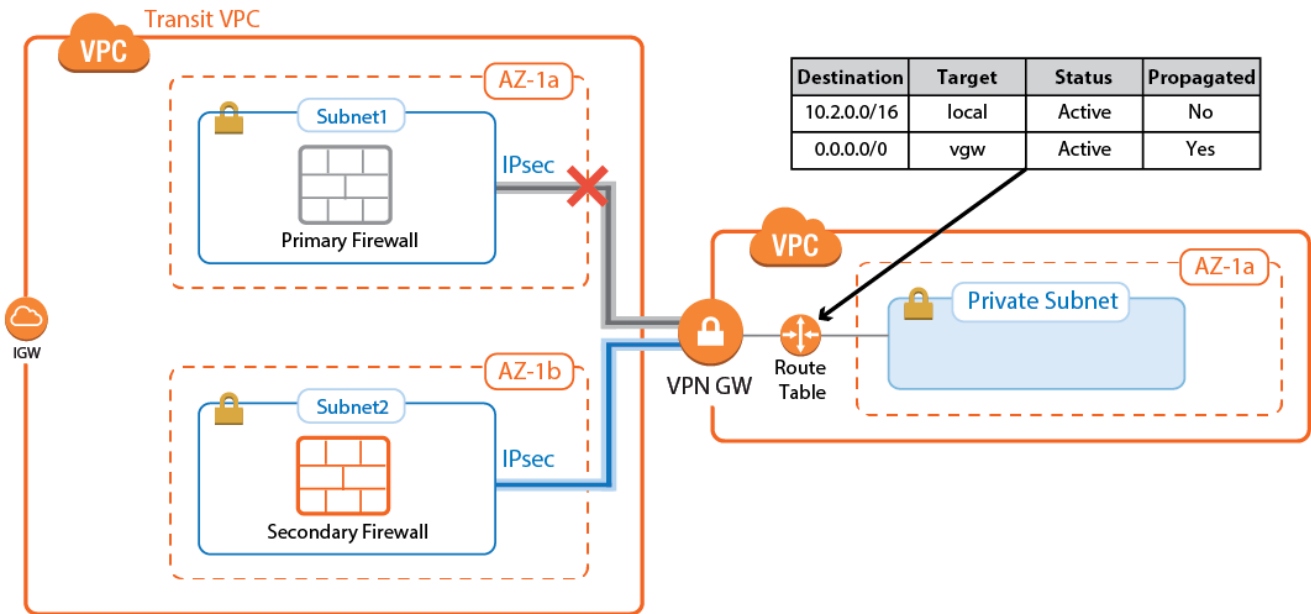 Transit VPC
VPC
AZ-1a
Subnet1
IPsec
Primary Firewall
IGW
AZ-1b
Subnet2
IPsec
Secondary Firewall
Destination Target Status Propagated
10.2.0.0/16 local Active No
0.0.0.0/0 vgw Active Yes
VPC
AZ-1a
Private Subnet
VPN GW
Route
Table